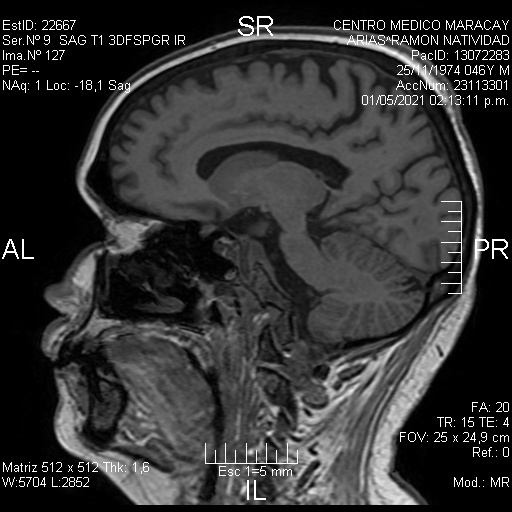 EstID: 22667
Ser.Nº 9 SAG T1 3DFSPGR IR
Ima.Nº 127
PE= --
NAq: 1 Loc: -18,1 Sag
SR
CENTRO MEDICO MARACAY
ARIAS^RAMON NATIVIDAD
PacID: 13072283
25/11/1974 046Y M
AccNum: 23113301
01/05/2021 02:13:11 p.m.
AL
PR
FA: 20
TR: 15 TE: 4
FOV: 25 x 24,9 cm
Ref.: 0
Mod.: MR
Matriz 512 x 512 Thk: 1,6
W:5704 L:2852
Esc 1=5 mm
IL